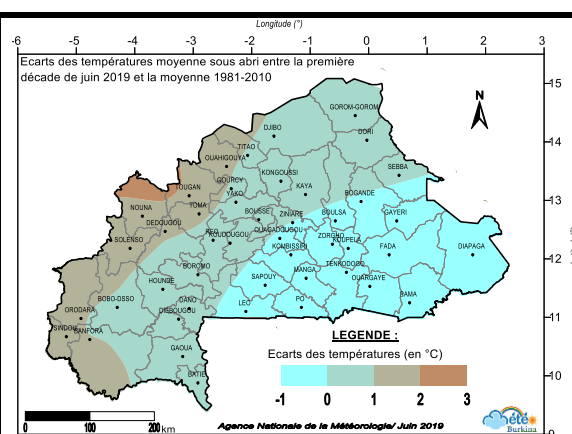 Longitude (°)
-6 -5 -4 -3 -2 -1 0 1 2 3
Ecarts des températures moyenne sous abri entre la première
décade de juin 2019 et la moyenne 1981-2010
15
N
GOROM-GOROM
DJIBO
DORI
14
TITAO
OUAHIGOUYA
KONGOUSSI
SEBBA
GOURCY
TOUGAN
YAKO
KAYA
BOGANDE
13
NOUNA
TOMA
BOUSSE
ZINIARE
BOULSA
GAYERI
DEDOUGOU
REO
KOUDOUGOU
OUAGADOUGOU
ZORGHO
SOLENSO
KOMBISSIRI
KOUPELA
FADA
DIAPAGA
12
BOROMO
TENKODOGO
SAPOUY
MANGA
HOUNDE
OUARGAYE
BOBO-DSSO
DANO
LEO
PO
BAMA
ORODARA
DIEBOUGOU
11
SINDOU
BANFORA
LEGENDE :
GAOUA
Ecarts des températures (en °C)
BATIE
10
-1 0 1 2 3
0 100 200 km
Agence Nationale de la Météorologie/ Juin 2019
météo
Burkina
9